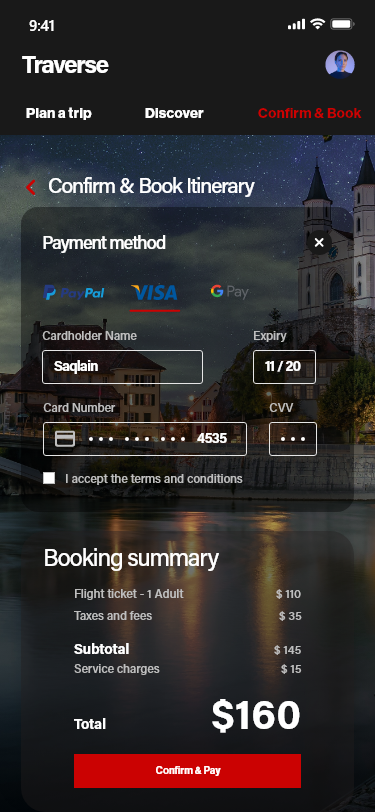 9:41
Traverse
Plan a trip Discover Confirm & Book
Confirm & Book Itinerary
Payment method
PayPal VISA G Pay
Cardholder Name Expiry
Saqlain 11 / 20
Card Number CVV
• • • • • • • • • 4535 • • •
I accept the terms and conditions
Booking summary
Flight ticket - 1 Adult $ 110
Taxes and fees $ 35
Subtotal $ 145
Service charges $ 15
Total $160
Confirm & Pay